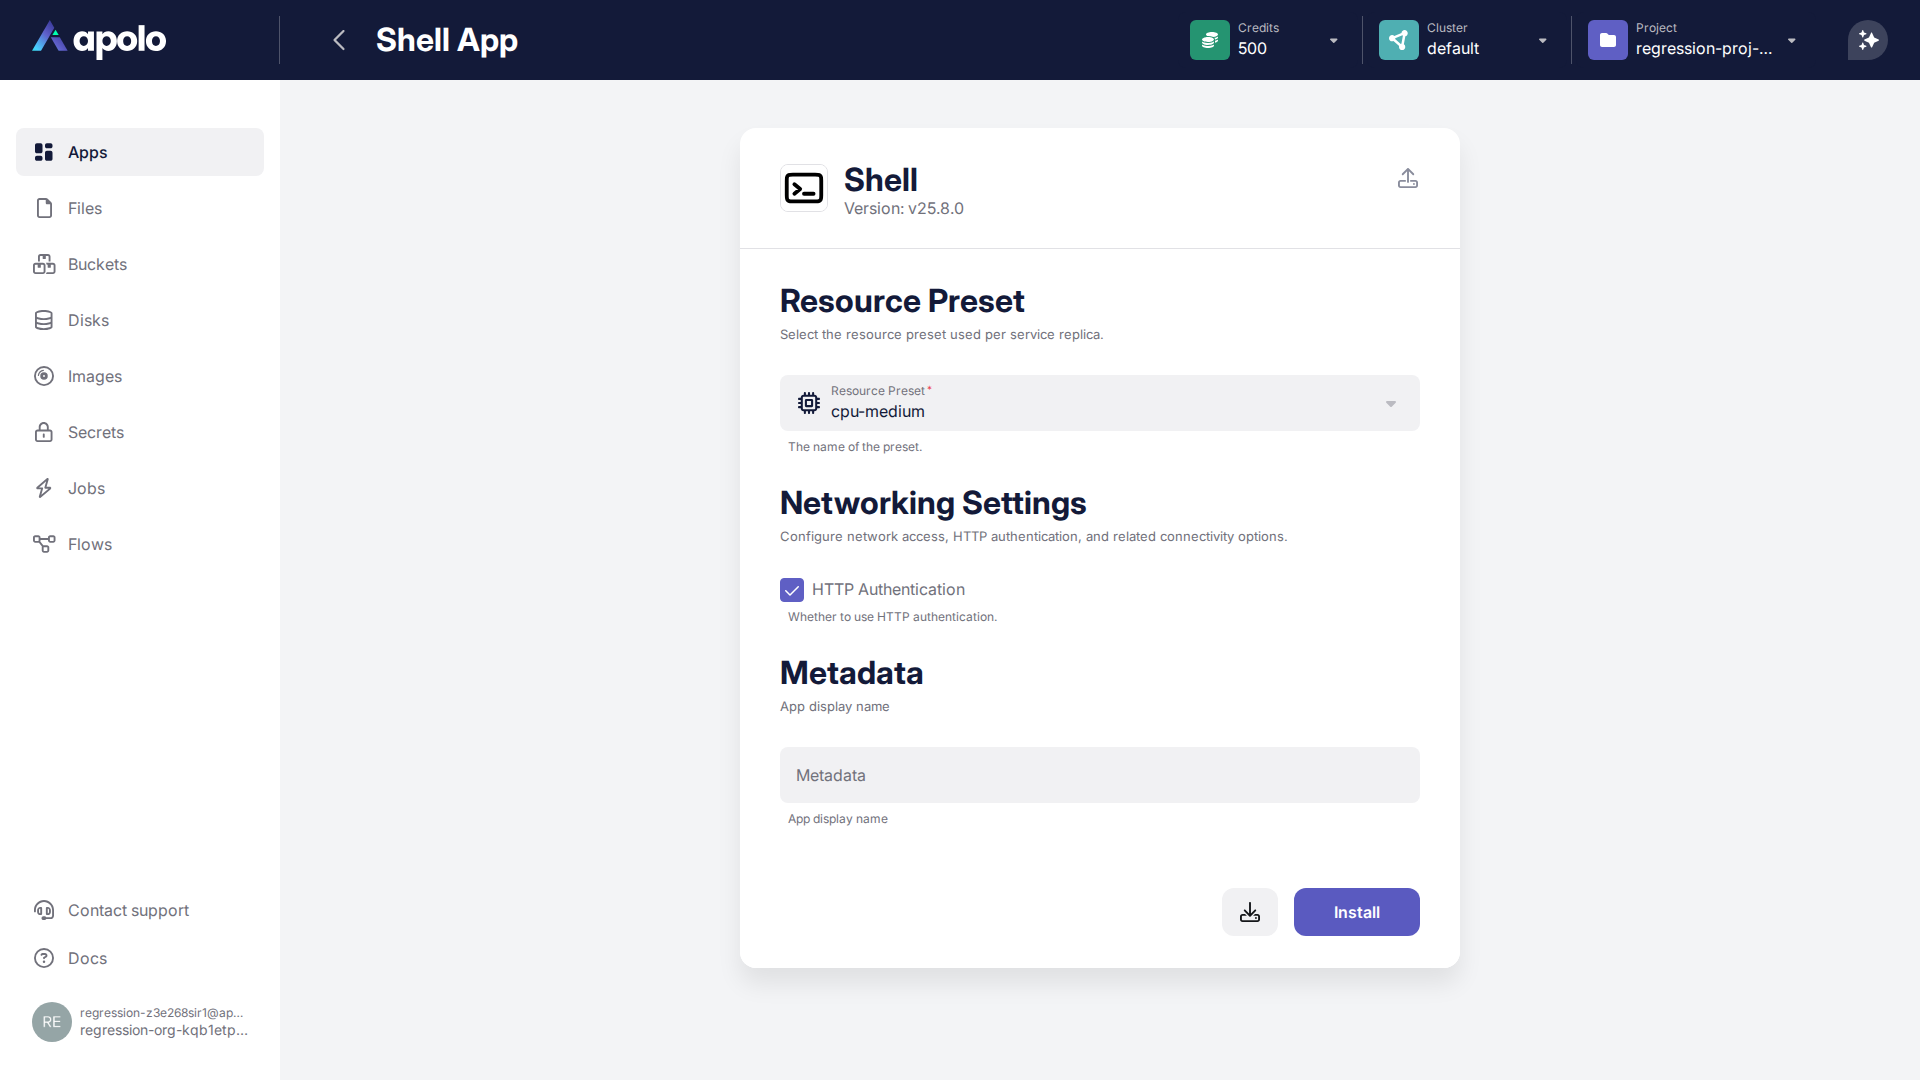 apolo
Shell App
Credits
500
Cluster
default
Project
regression-proj-...
Apps
Files
Buckets
Disks
Images
Secrets
Jobs
Flows
Contact support
Docs
RE
regression-z3e268sir1@ap...
regression-org-kqb1etp...
Shell
Version: v25.8.0
Resource Preset
Select the resource preset used per service replica.
Resource Preset *
cpu-medium
The name of the preset.
Networking Settings
Configure network access, HTTP authentication, and related connectivity options.
HTTP Authentication
Whether to use HTTP authentication.
Metadata
App display name
Metadata
App display name
Install